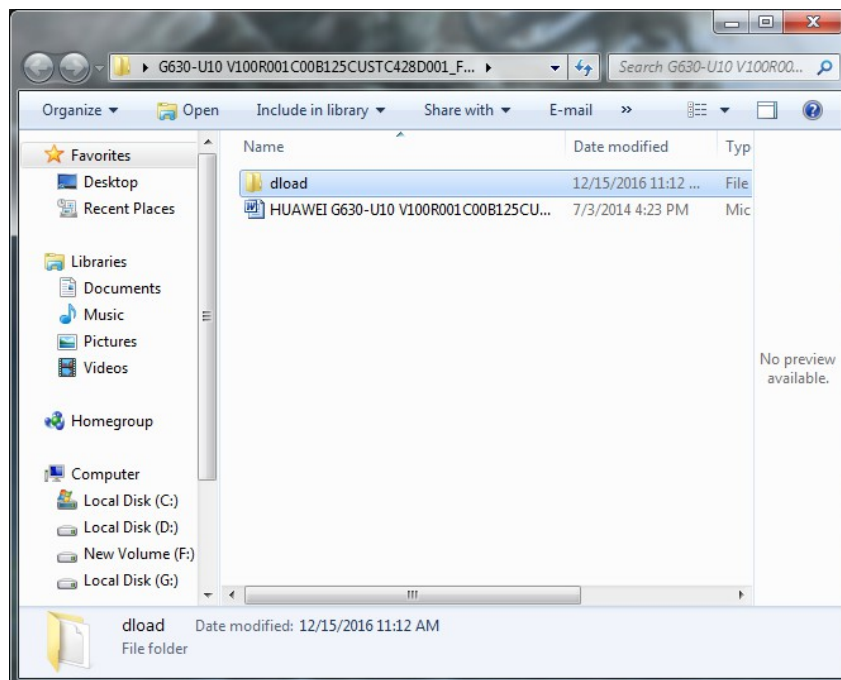 G630-U10 V100R001C00B125CUSTC428D001_F...
Search G630-U10 V100R00...
Organize Open Include in library Share with E-mail »
Favorites
Desktop
Recent Places
Libraries
Documents
Music
Pictures
Videos
Homegroup
Computer
Local Disk (C:)
Local Disk (D:)
New Volume (F:)
Local Disk (G:)
Name Date modified Typ
dload 12/15/2016 11:12 ... File
HUAWEI G630-U10 V100R001C00B125CU... 7/3/2014 4:23 PM Mic
No preview
available.
dload Date modified: 12/15/2016 11:12 AM
File folder